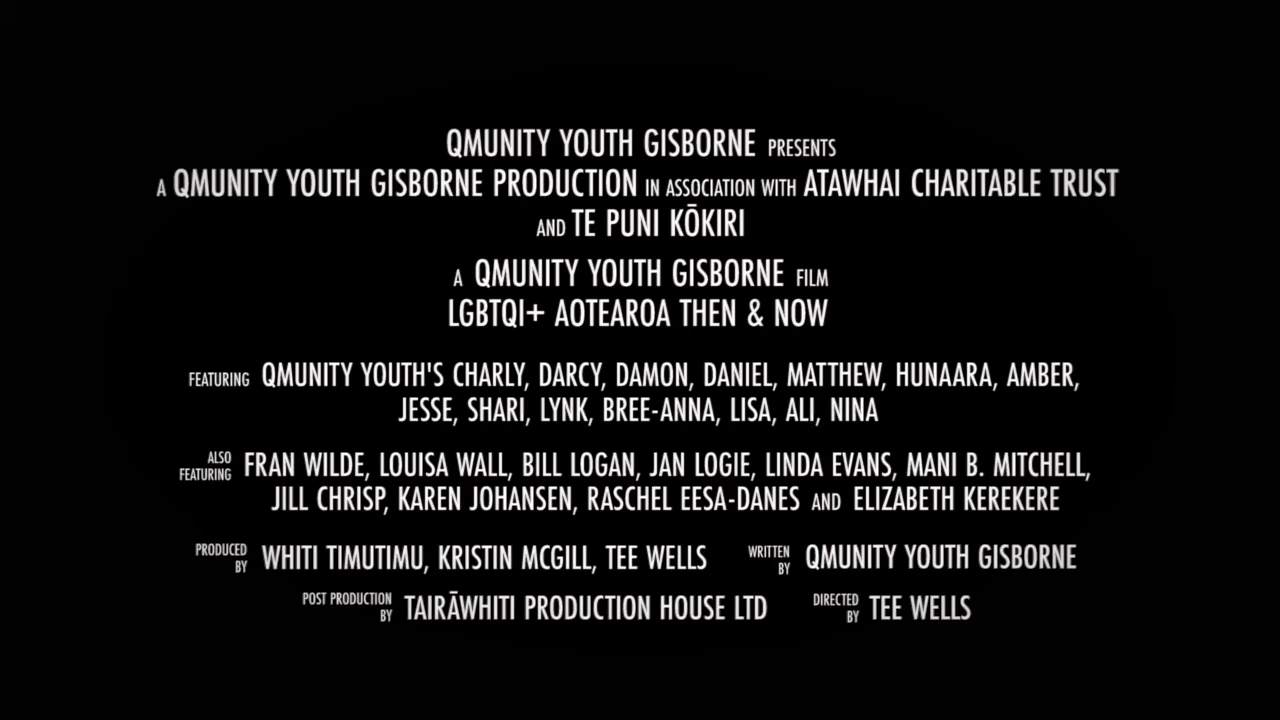 QMUNITY YOUTH GISBORNE PRESENTS
A QMUNITY YOUTH GISBORNE PRODUCTION IN ASSOCIATION WITH ATAWHAI CHARITABLE TRUST
AND TE PUNI KŌKIRI
A QMUNITY YOUTH GISBORNE FILM
LGBTQI+ AOTEAROA THEN & NOW
FEATURING QMUNITY YOUTH'S CHARLY, DARCY, DAMON, DANIEL, MATTHEW, HUNAARA, AMBER,
JESSE, SHARI, LYNK, BREE-ANNA, LISA, ALI, NINA
ALSO FEATURING FRAN WILDE, LOUISA WALL, BILL LOGAN, JAN LOGIE, LINDA EVANS, MANI B. MITCHELL,
JILL CHRISP, KAREN JOHANSEN, RASCHEL EESA-DANES AND ELIZABETH KEREKERE
PRODUCED BY WHITI TIMUTIMU, KRISTIN MCGILL, TEE WELLS WRITTEN BY QMUNITY YOUTH GISBORNE
POST PRODUCTION BY TAIRĀWHITI PRODUCTION HOUSE LTD DIRECTED BY TEE WELLS